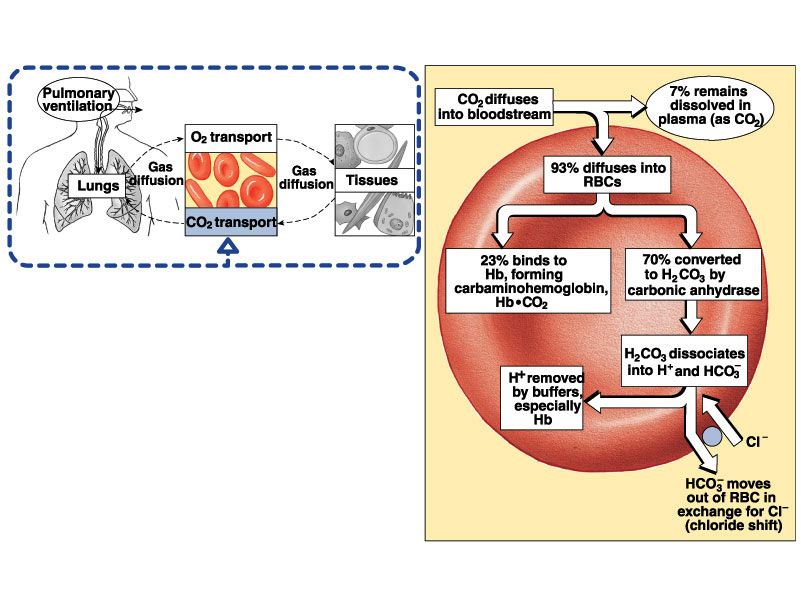 Pulmonary
ventilation
Lungs
Gas
diffusion
O₂ transport
CO₂ transport
Gas
diffusion
Tissues
CO₂ diffuses
into bloodstream
7% remains
dissolved in
plasma (as CO₂)
93% diffuses into
RBCs
23% binds to
Hb, forming
carbaminohemoglobin,
Hb•CO₂
70% converted
to H₂CO₃ by
carbonic anhydrase
H₂CO₃ dissociates
into H⁺ and HCO₃⁻
H⁺ removed
by buffers,
especially
Hb
Cl⁻
HCO₃⁻ moves
out of RBC in
exchange for Cl⁻
(chloride shift)